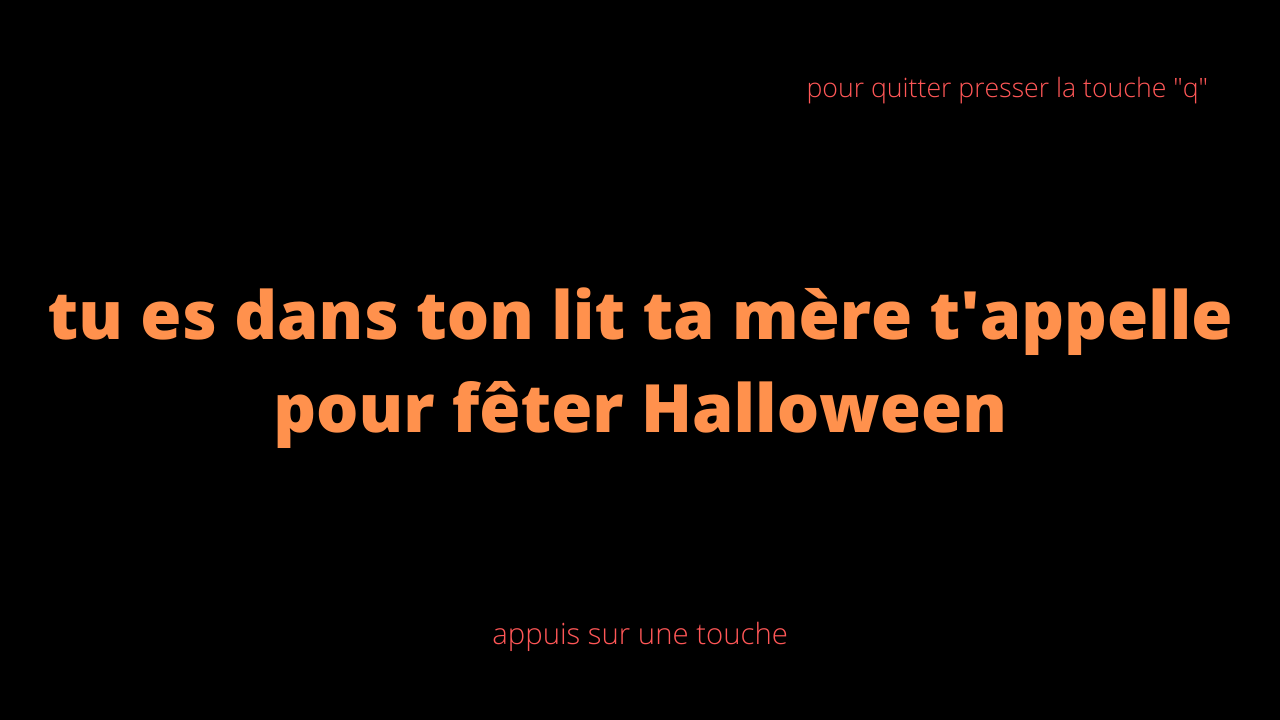 pour quitter presser la touche "q"
tu es dans ton lit ta mère t'appelle
pour fêter Halloween
appuis sur une touche